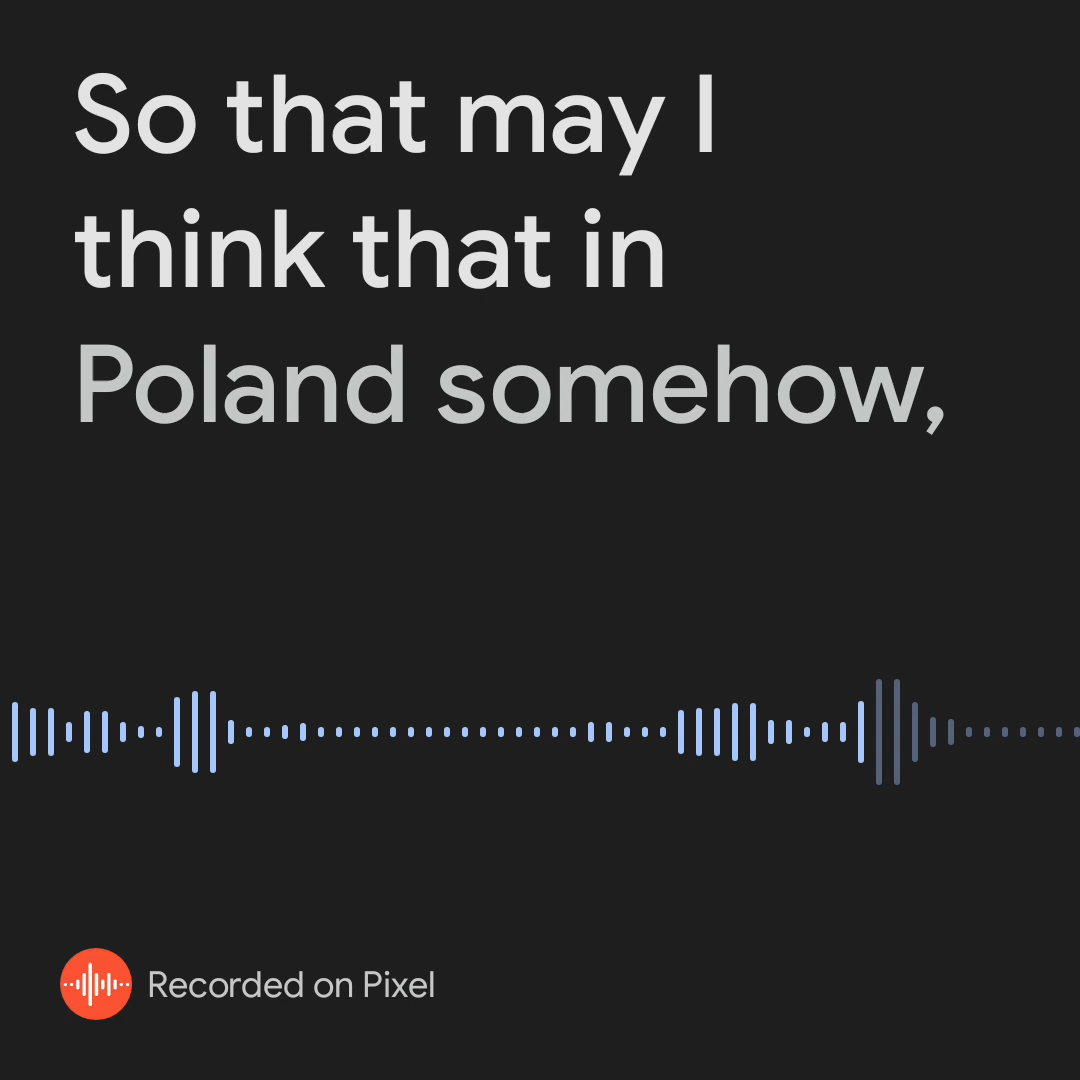 So that may I
think that in
Poland somehow,
Recorded on Pixel